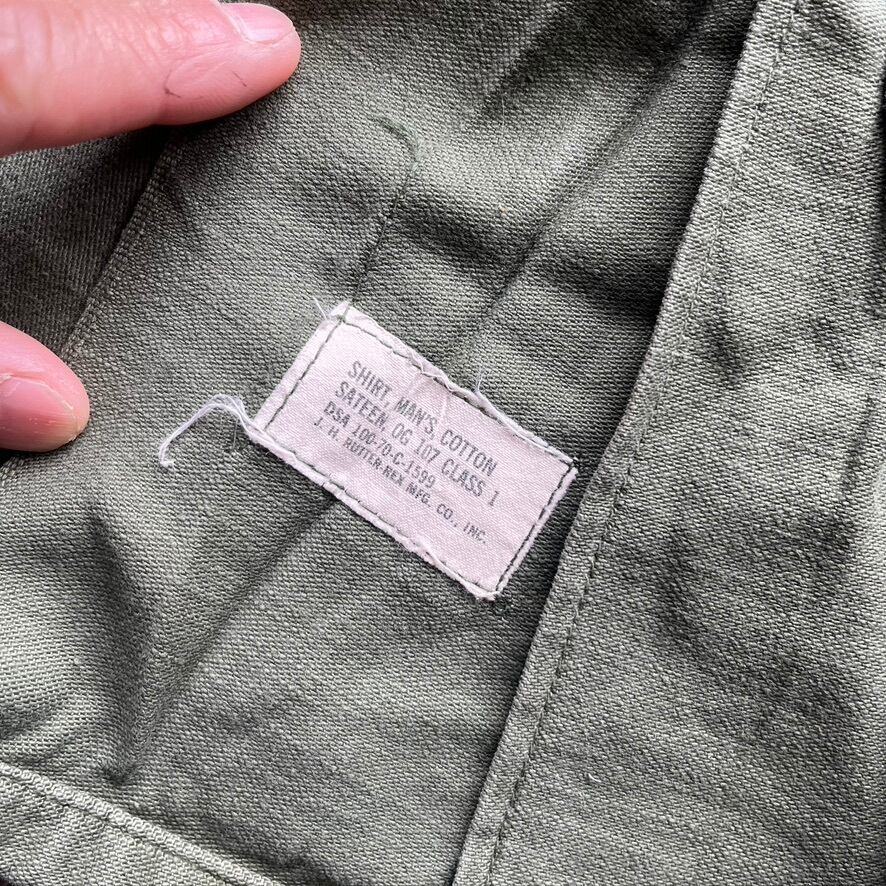 SHIRT, MAN'S, COTTON
SATEEN, OG 107 CLASS 1
DSA 100-70-C-1599
J. H. RUTTER-REX MFG. CO., INC.